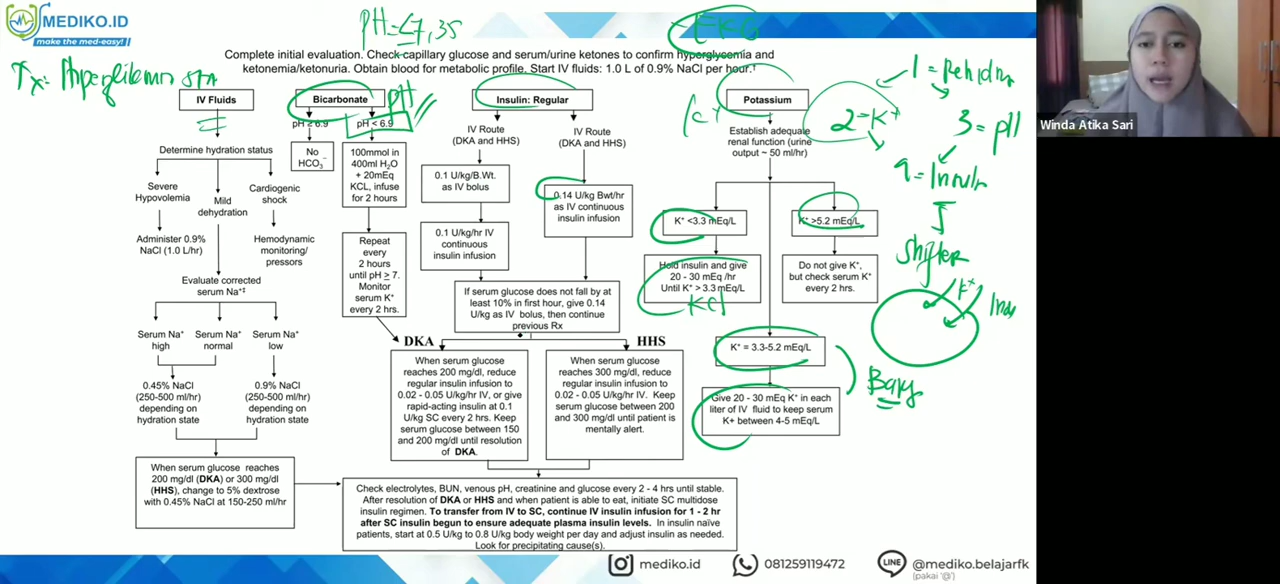 MEDIKO.ID
make the med-easy!
PH = <7,35
EKG
Complete initial evaluation. Check capillary glucose and serum/urine ketones to confirm hyperglycemia and
ketonemia/ketonuria. Obtain blood for metabolic profile. Start IV fluids: 1.0 L of 0.9% NaCl per hour.†
IV Fluids
Determine hydration status
Severe
Hypovolemia
Mild
dehydration
Cardiogenic
shock
Administer 0.9%
NaCl (1.0 L/hr)
Hemodynamic
monitoring/
pressors
Evaluate corrected
serum Na⁺‡
Serum Na⁺
high
Serum Na⁺
normal
Serum Na⁺
low
0.45% NaCl
(250-500 ml/hr)
depending on
hydration state
0.9% NaCl
(250-500 ml/hr)
depending on
hydration state
When serum glucose reaches
200 mg/dl (DKA) or 300 mg/dl
(HHS), change to 5% dextrose
with 0.45% NaCl at 150-250 ml/hr
Bicarbonate
PH
pH ≥ 6.9
pH < 6.9
No
HCO₃⁻
100mmol in
400ml H₂O
+ 20mEq
KCL, infuse
for 2 hours
Repeat
every
2 hours
until pH ≥ 7.
Monitor
serum K⁺
every 2 hrs.
Insulin: Regular
IV Route
(DKA and HHS)
IV Route
(DKA and HHS)
0.1 U/kg/B.Wt.
as IV bolus
0.14 U/kg Bwt/hr
as IV continuous
insulin infusion
0.1 U/kg/hr IV
continuous
insulin infusion
If serum glucose does not fall by
at least 10% in first hour, give 0.14
U/kg as IV bolus, then continue
previous Rx
DKA
HHS
When serum glucose
reaches 200 mg/dl, reduce
regular insulin infusion to
0.02 - 0.05 U/kg/hr IV, or give
rapid-acting insulin at 0.1
U/kg SC every 2 hrs. Keep
serum glucose between 150
and 200 mg/dl until resolution
of DKA.
When serum glucose
reaches 300 mg/dl, reduce
regular insulin infusion to
0.02 - 0.05 U/kg/hr IV. Keep
serum glucose between 200
and 300 mg/dl until patient is
mentally alert.
Potassium
Establish adequate
renal function (urine
output ~ 50 ml/hr)
K⁺ <3.3 mEq/L
K⁺ >5.2 mEq/L
Hold insulin and give
20 - 30 mEq /hr
Until K⁺ > 3.3 mEq/L
KCl
Do not give K⁺,
but check serum K⁺
every 2 hrs.
K⁺ = 3.3-5.2 mEq/L
Give 20 - 30 mEq K⁺ in each
liter of IV fluid to keep serum
K+ between 4-5 mEq/L
2 = K+
3 = pH
K+
Check electrolytes, BUN, venous pH, creatinine and glucose every 2 - 4 hrs until stable.
After resolution of DKA or HHS and when patient is able to eat, initiate SC multidose
insulin regimen. To transfer from IV to SC, continue IV insulin infusion for 1 - 2 hr
after SC insulin begun to ensure adequate plasma insulin levels. In insulin naïve
patients, start at 0.5 U/kg to 0.8 U/kg body weight per day and adjust insulin as needed.
Look for precipitating cause(s).
mediko.id
081259119472
LINE
@mediko.belajarfk
(pakai '@')
Winda Atika Sari